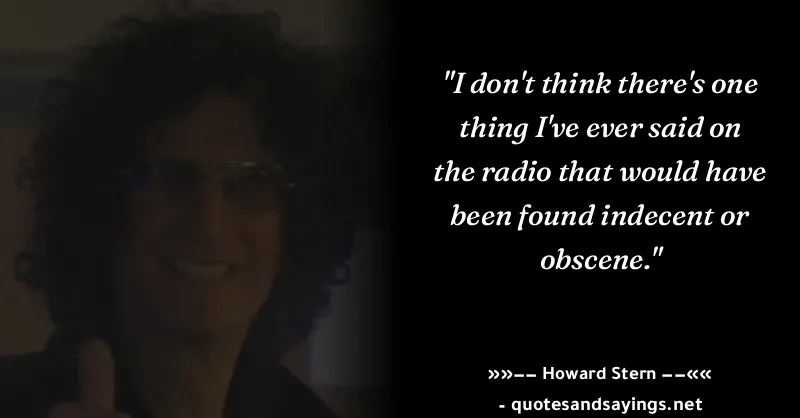 "I don't think there's one
thing I've ever said on
the radio that would have
been found indecent or
obscene."
»»−− Howard Stern −−««
- quotesandsayings.net